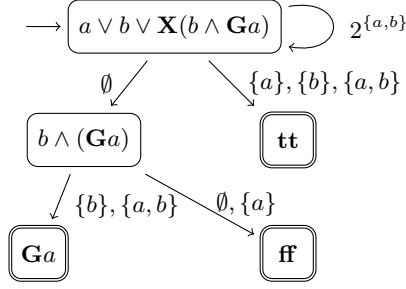 a ∨ b ∨ X(b ∧ Ga)
2^{a,b}
∅
{a}, {b}, {a, b}
b ∧ (Ga)
tt
{b}, {a, b}
∅, {a}
Ga
ff